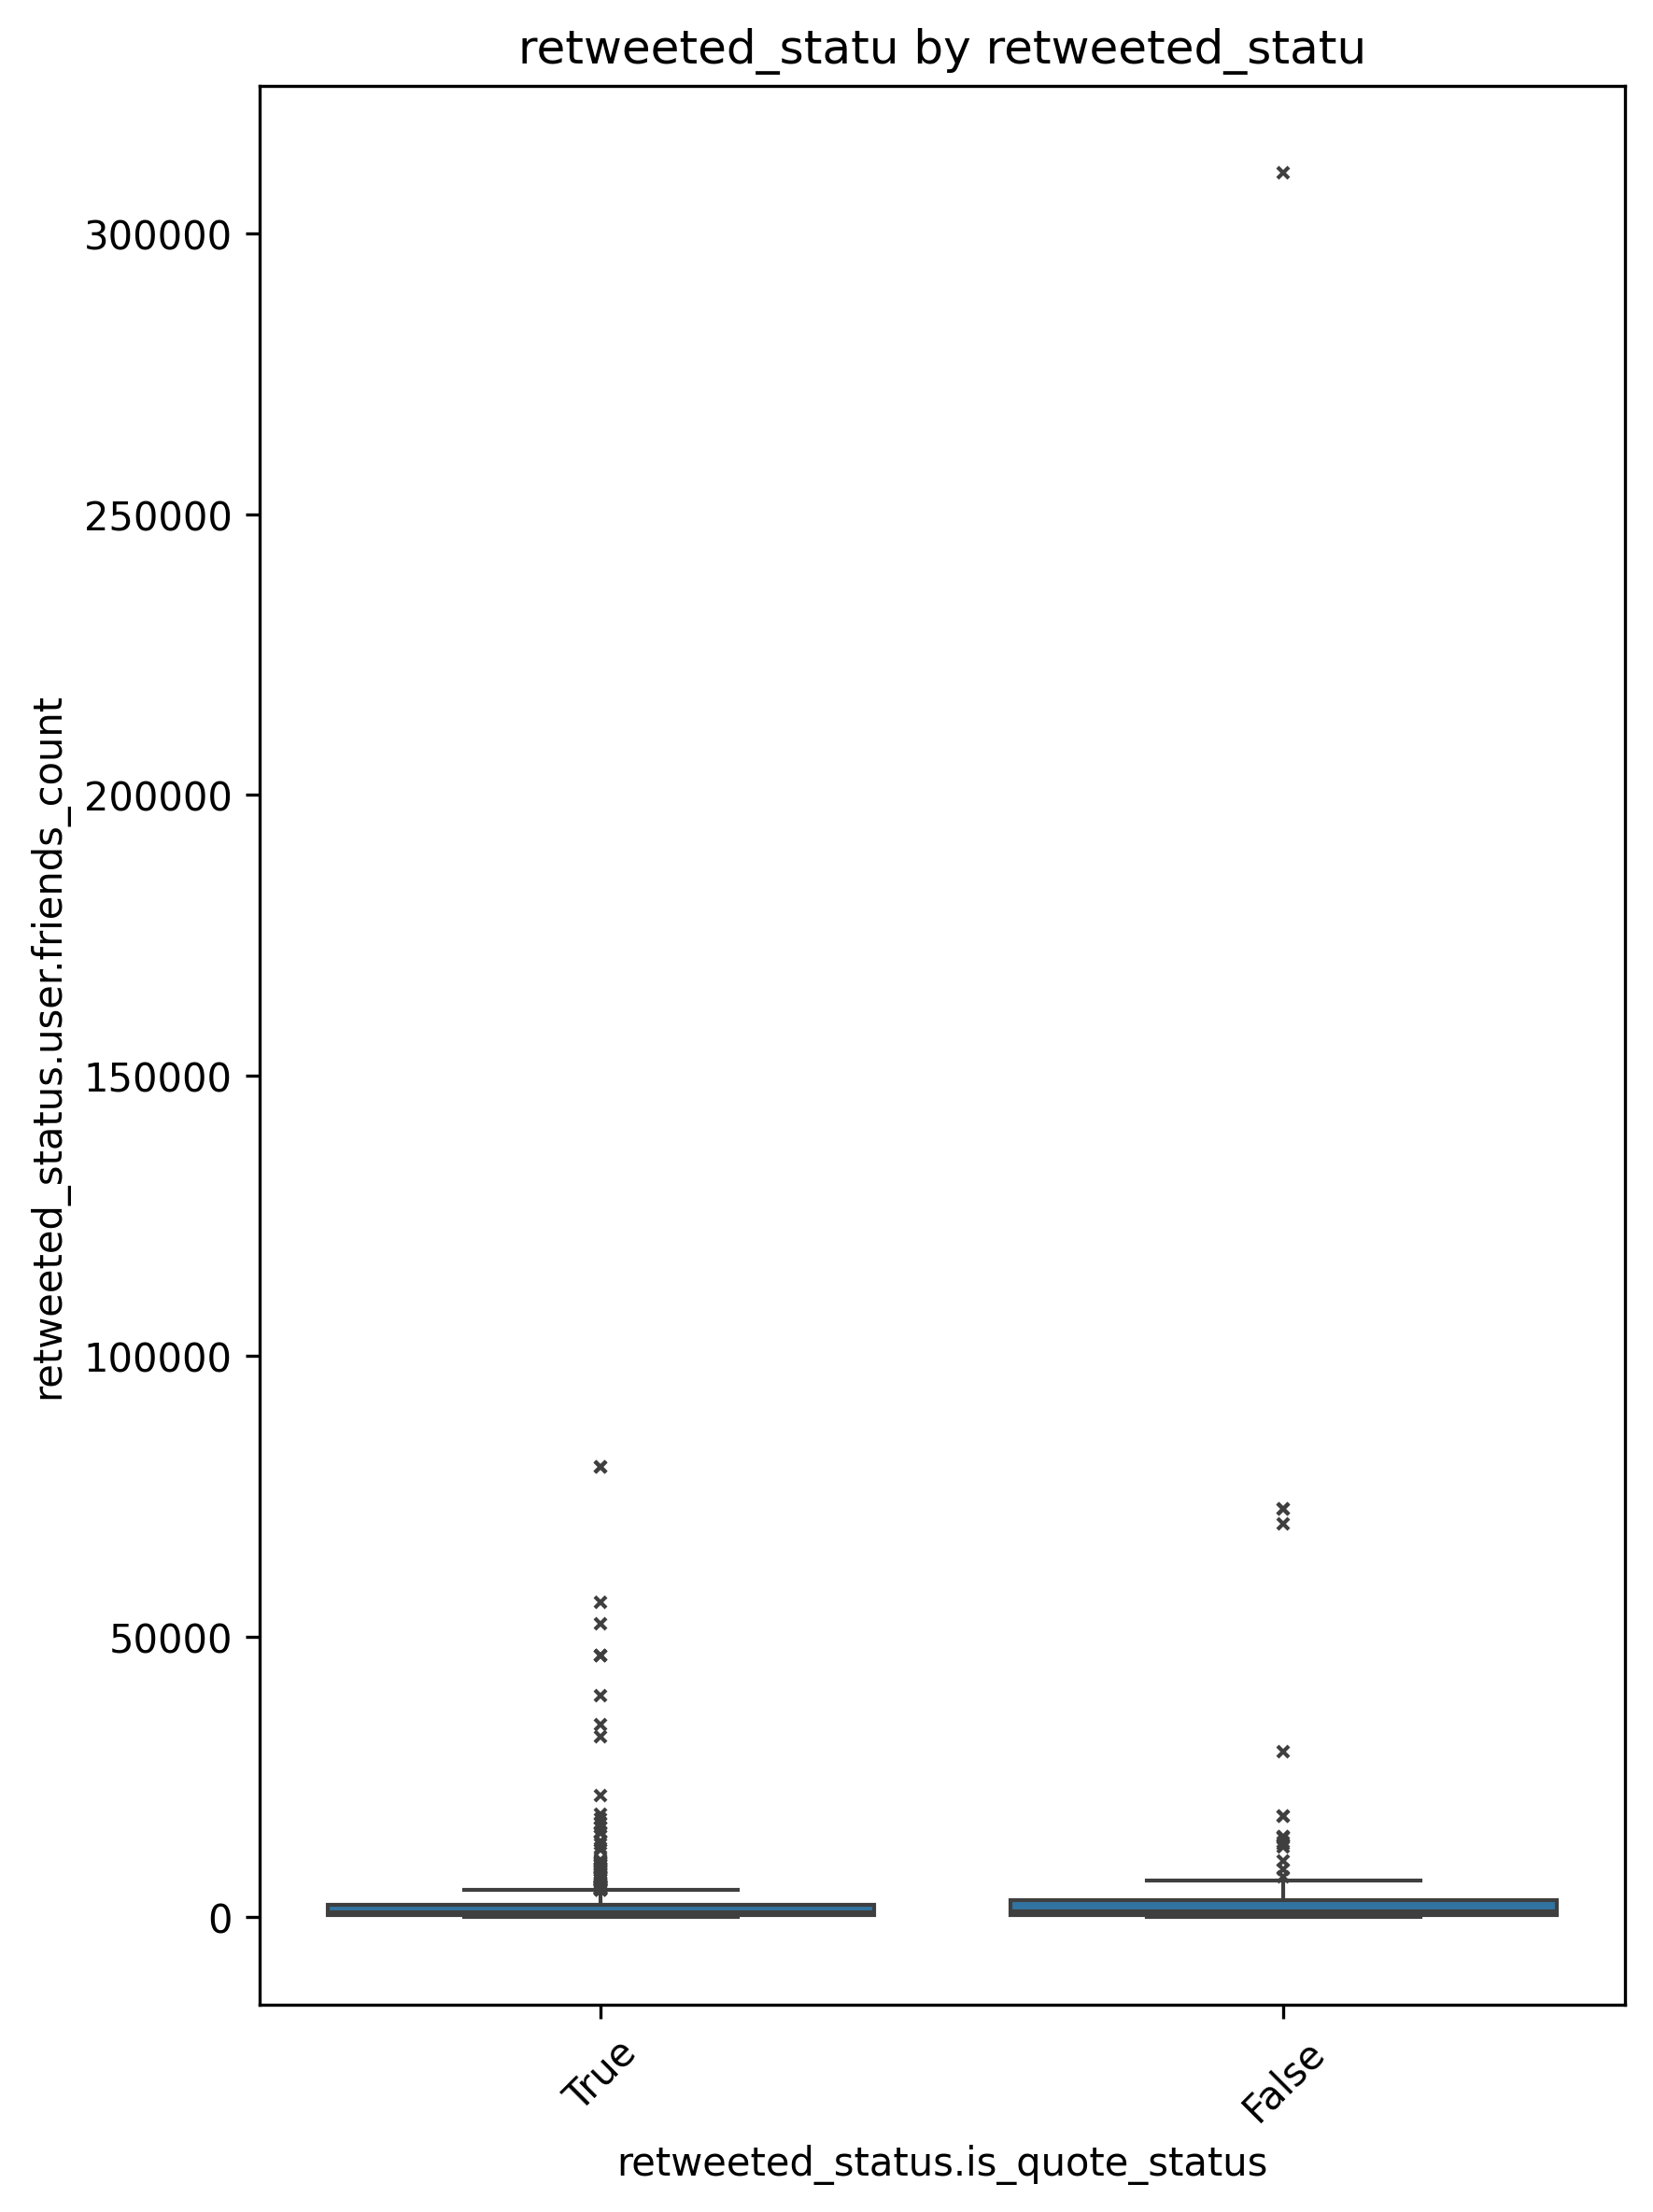 retweeted_statu by retweeted_statu
retweeted_status.user.friends_count
300000
250000
200000
150000
100000
50000
0
True
False
retweeted_status.is_quote_status